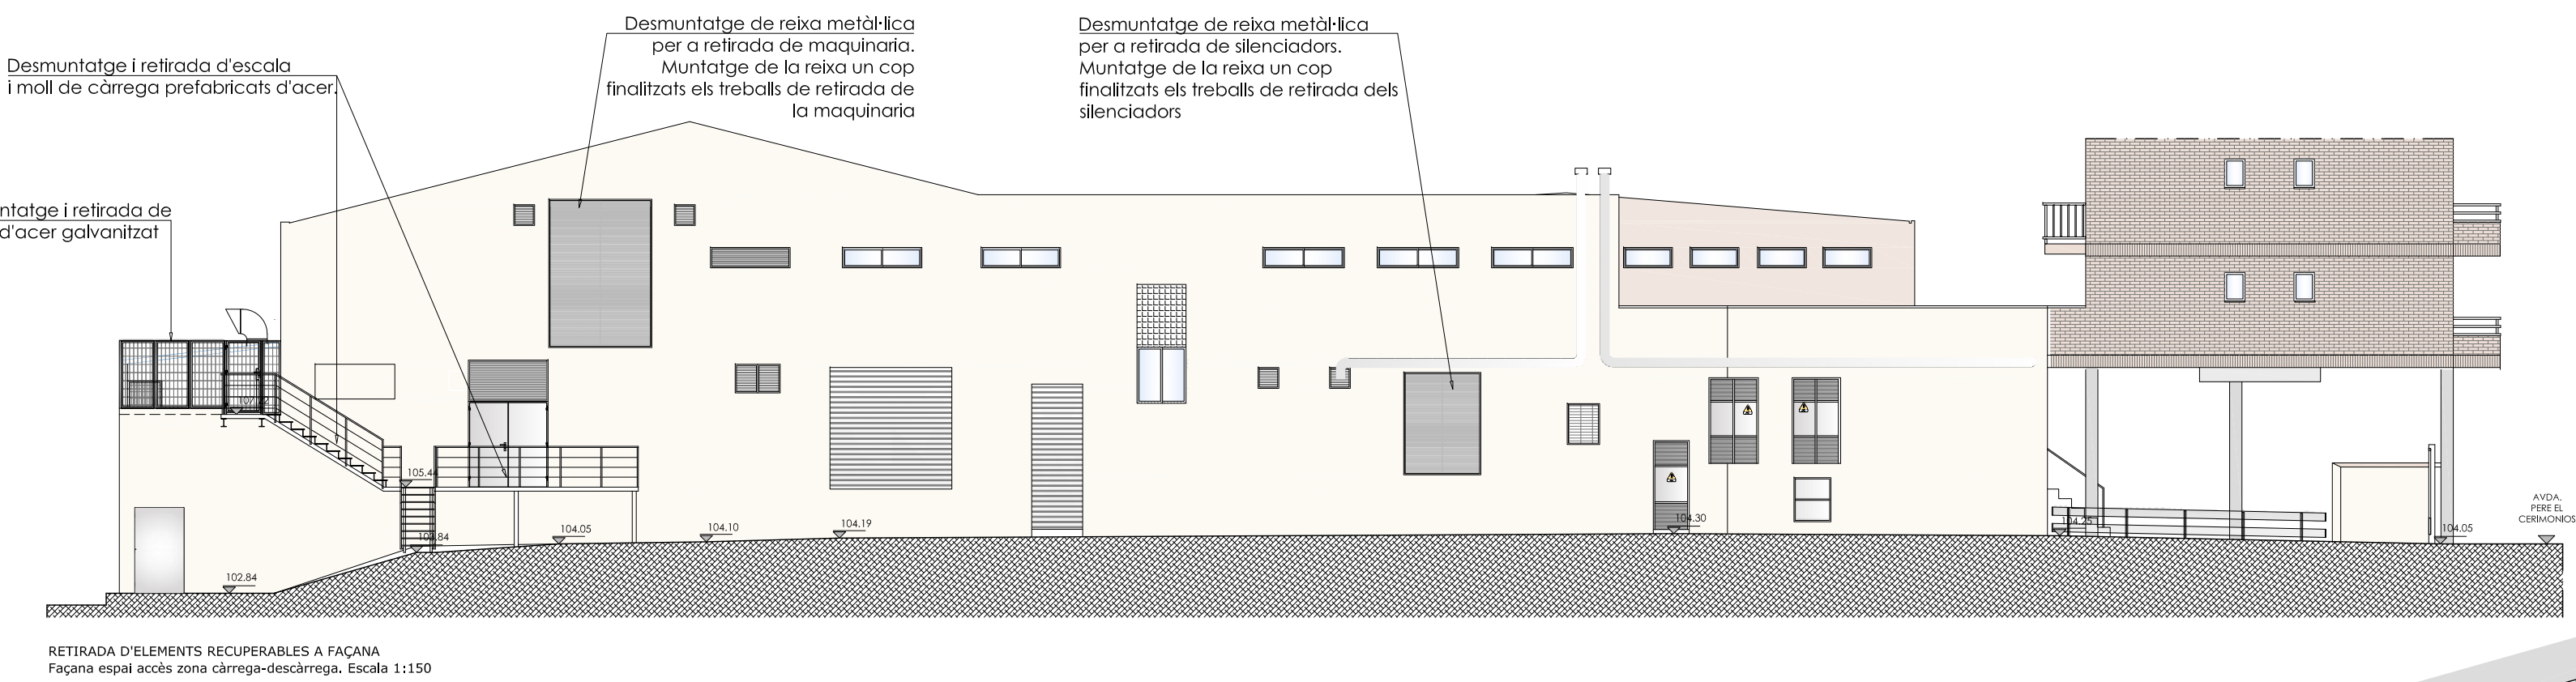 Desmuntatge de reixa metàl·lica
per a retirada de maquinaria.
Muntatge de la reixa un cop
finalitzats els treballs de retirada de
la maquinaria
Desmuntatge de reixa metàl·lica
per a retirada de silenciadors.
Muntatge de la reixa un cop
finalitzats els treballs de retirada dels
silenciadors
Desmuntatge i retirada d'escala
i moll de càrrega prefabricats d'acer.
ntatge i retirada de
d'acer galvanitzat
105.44
103.84
102.84
104.05
104.10
104.19
104.30
104.25
104.05
AVDA.
PERE EL
CERIMONIÓS
RETIRADA D'ELEMENTS RECUPERABLES A FAÇANA
Façana espai accès zona càrrega-descàrrega. Escala 1:150